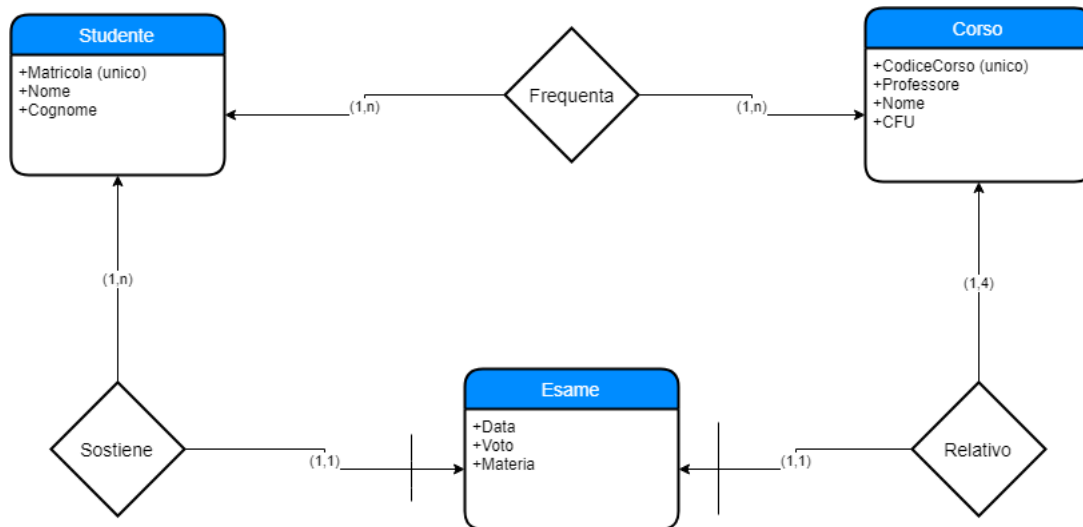 Studente
+Matricola (unico)
+Nome
+Cognome
Frequenta
(1,n)
(1,n)
Corso
+CodiceCorso (unico)
+Professore
+Nome
+CFU
(1,n)
(1,4)
Sostiene
(1,1)
Esame
+Data
+Voto
+Materia
(1,1)
Relativo